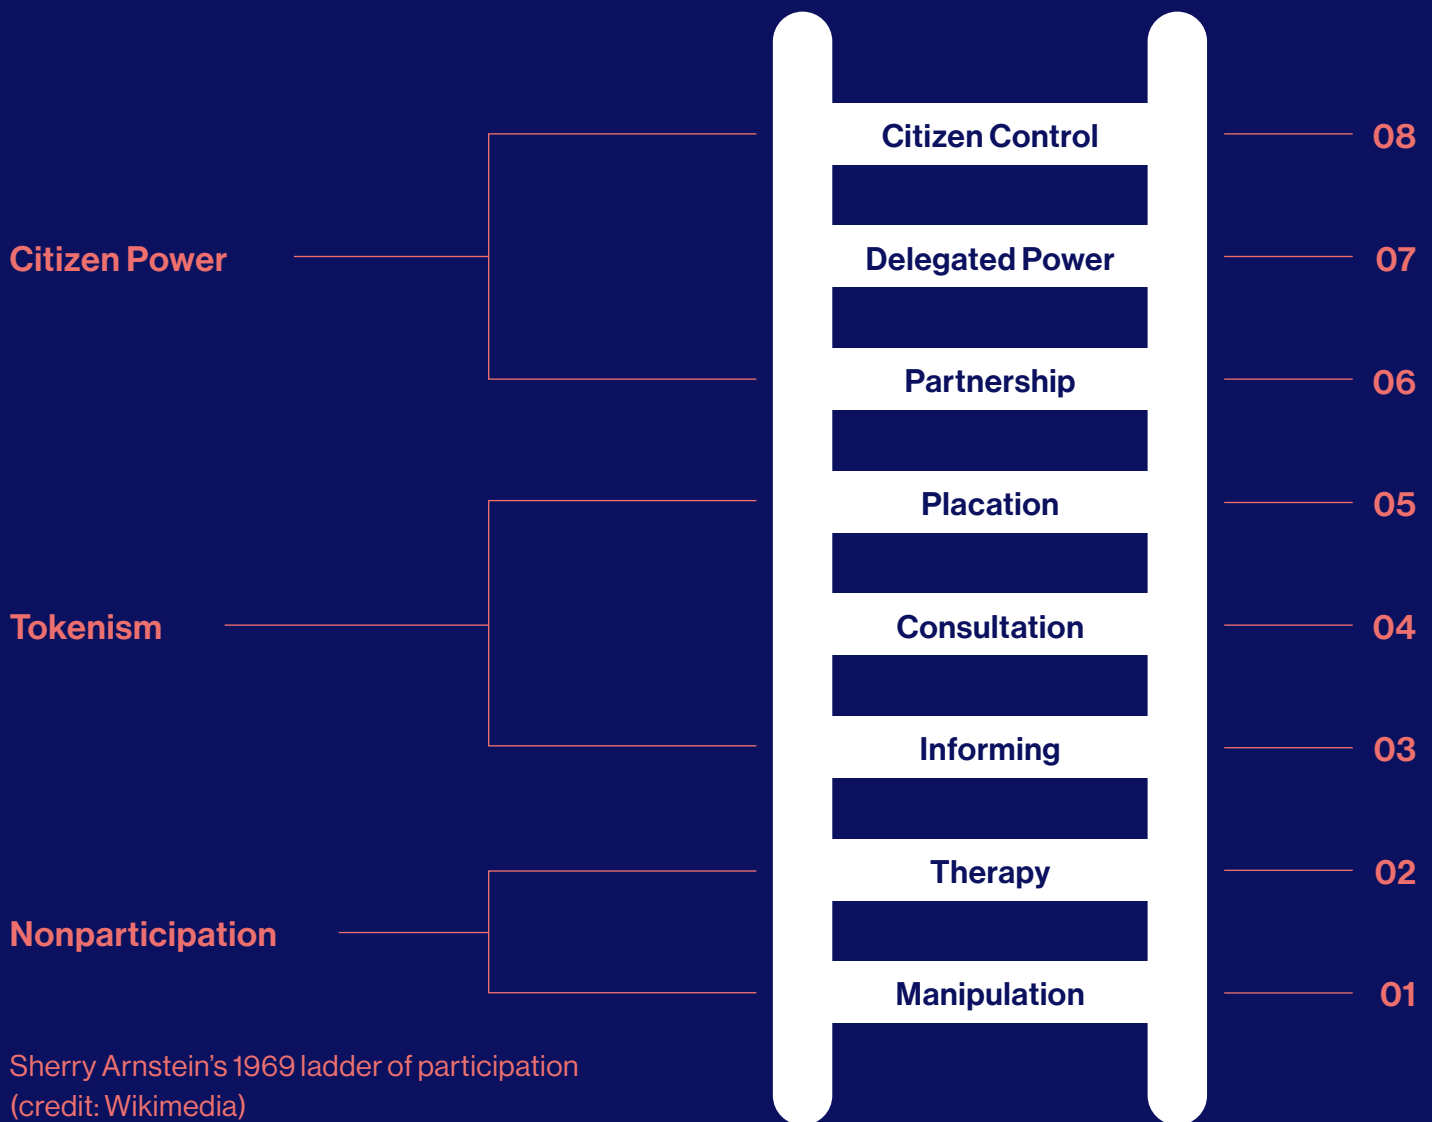 Citizen Control
08
Citizen Power
Delegated Power
07
Partnership
06
Placation
05
Tokenism
Consultation
04
Informing
03
Therapy
02
Nonparticipation
Manipulation
01
Sherry Arnstein’s 1969 ladder of participation
(credit: Wikimedia)